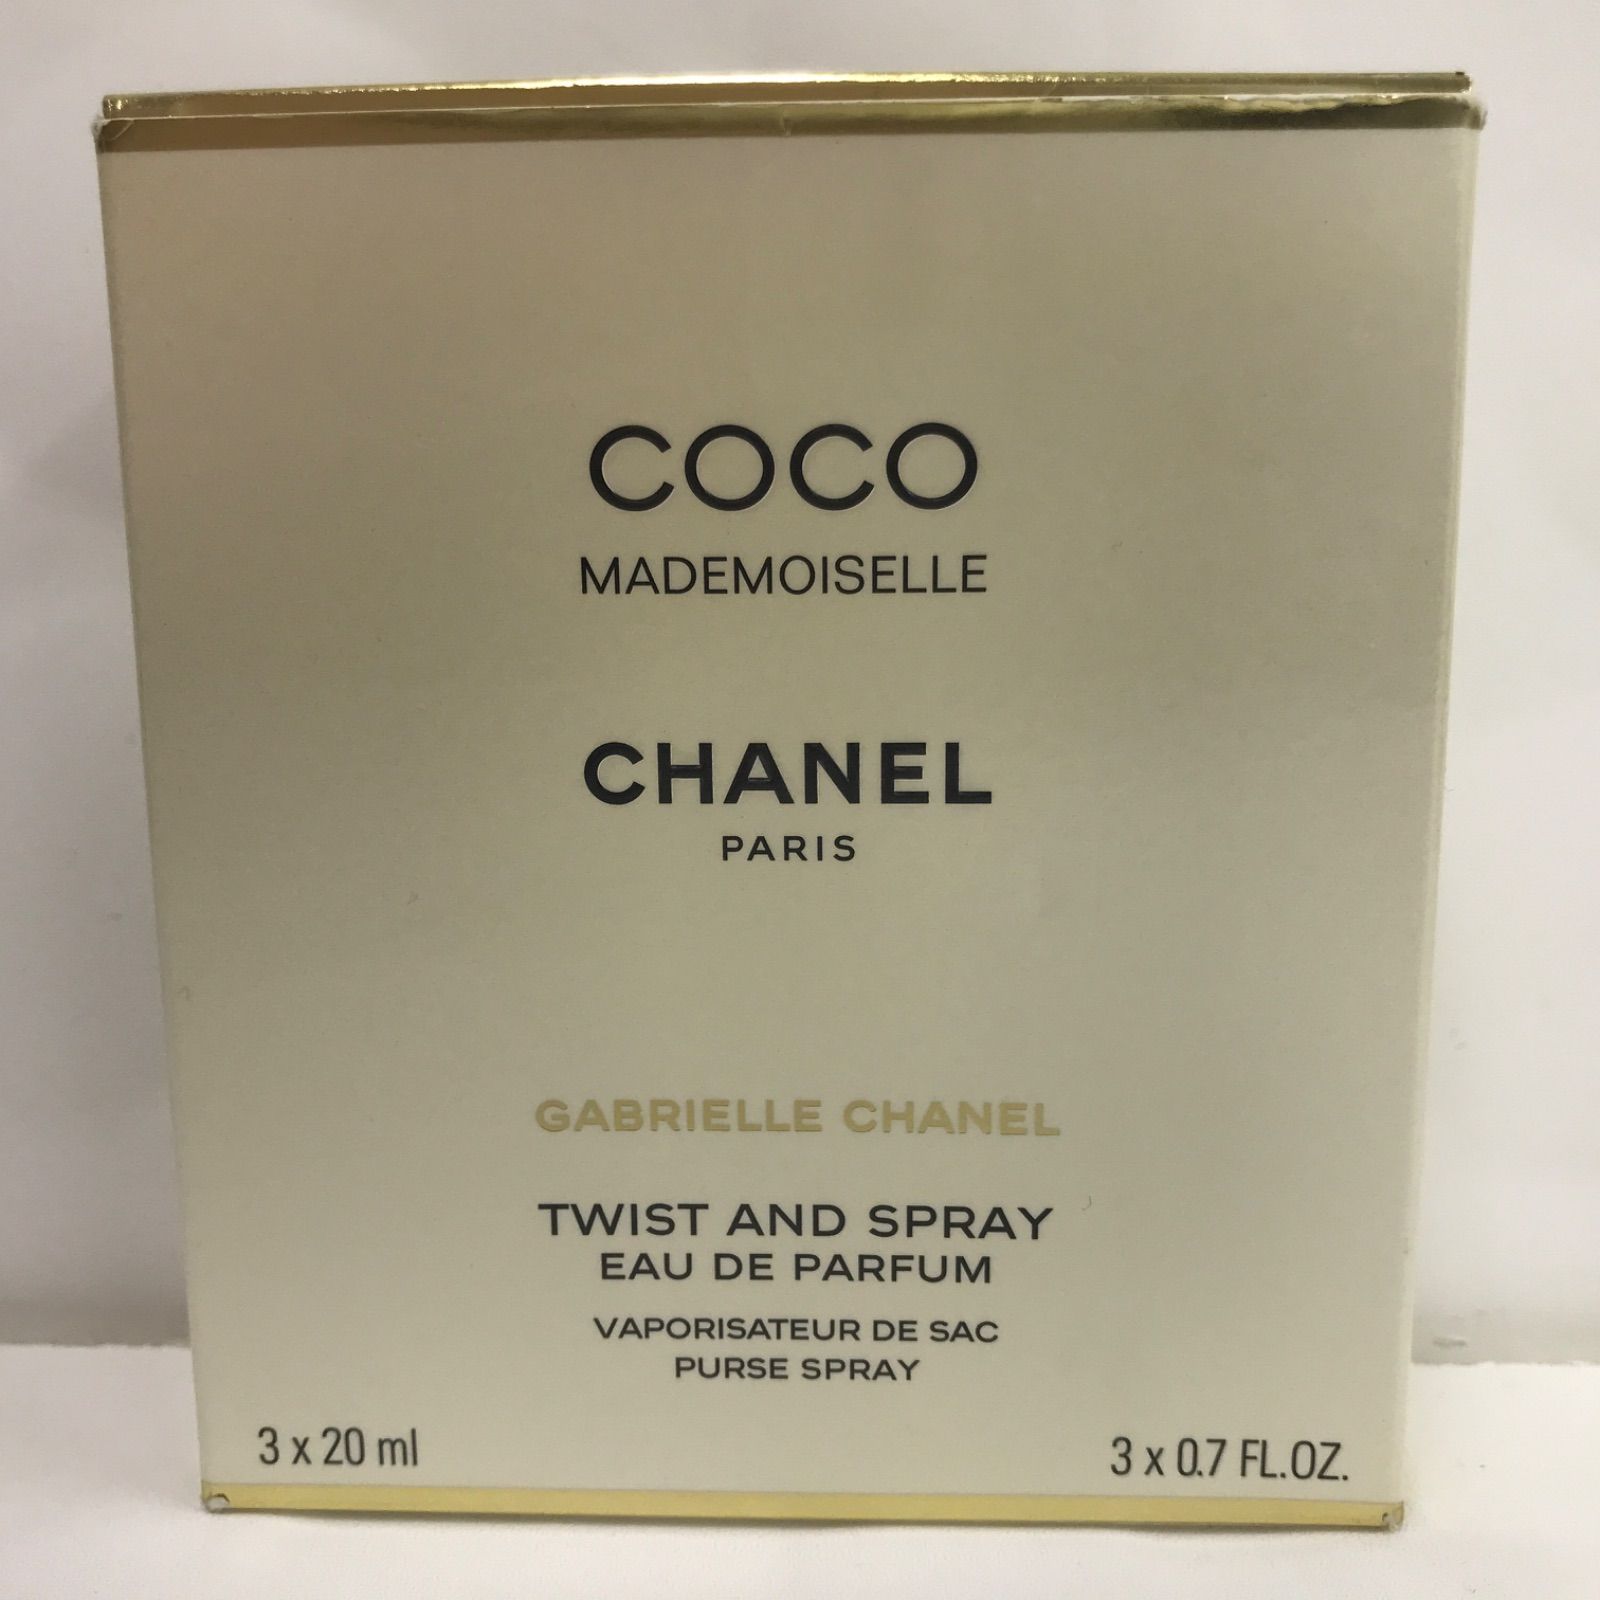 COCO
MADEMOISELLE
CHANEL
PARIS
GABRIELLE CHANEL
TWIST AND SPRAY
EAU DE PARFUM
VAPORISATEUR DE SAC
PURSE SPRAY
3 x 20 ml
3 x 0.7 FL.OZ.